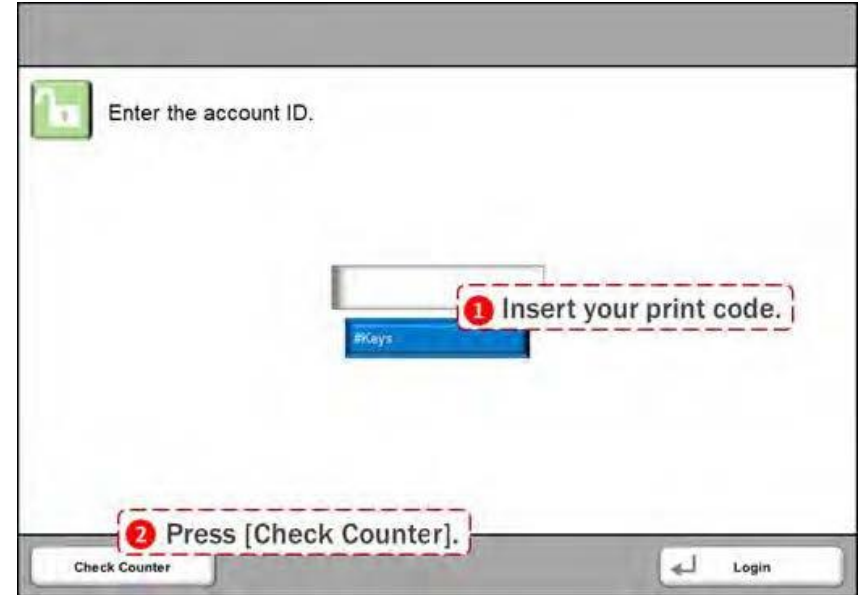 Enter the account ID.
1 Insert your print code.
#Keys
2 Press [Check Counter].
Check Counter
Login